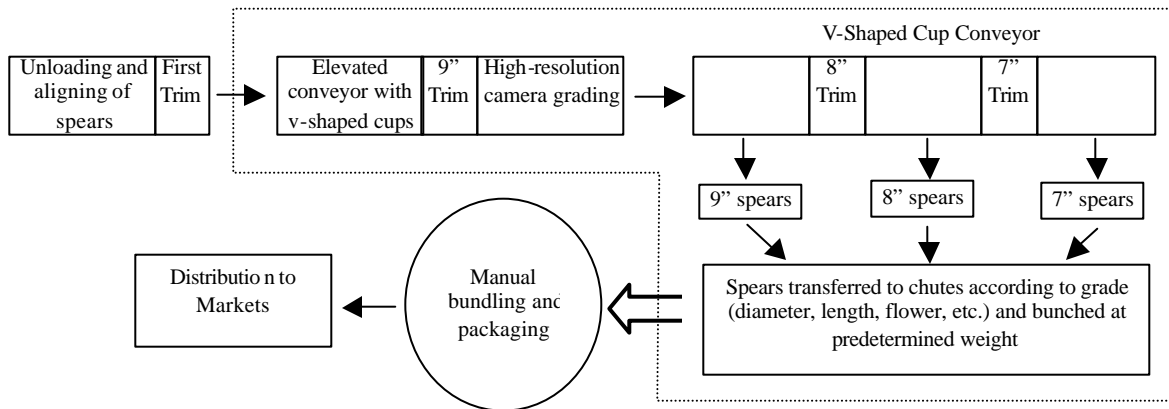 V-Shaped Cup Conveyor
Unloading and
aligning of
spears
First
Trim
Elevated
conveyor with
v-shaped cups
9”
Trim
High-resolution
camera grading
8”
Trim
7”
Trim
9” spears
8” spears
7” spears
Distribution to
Markets
Manual
bundling and
packaging
Spears transferred to chutes according to grade
(diameter, length, flower, etc.) and bunched at
predetermined weight